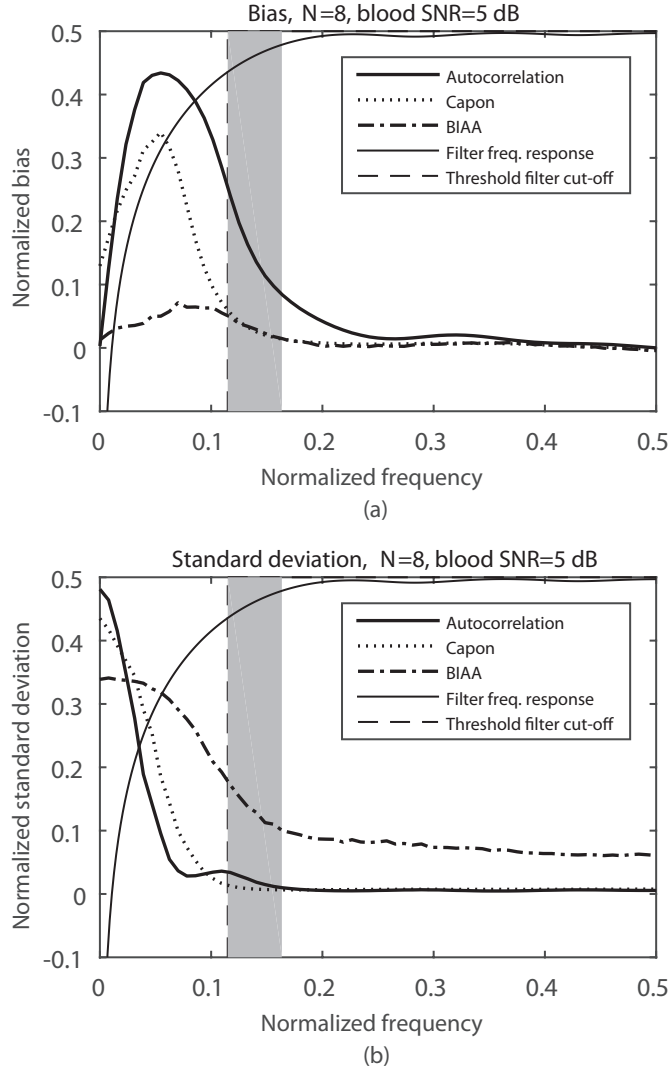 Bias, N=8, blood SNR=5 dB
0.5
0.4
0.3
0.2
0.1
0
-0.1
Normalized bias
Autocorrelation
Capon
BIAA
Filter freq. response
Threshold filter cut-off
0 0.1 0.2 0.3 0.4 0.5
Normalized frequency
(a)
Standard deviation, N=8, blood SNR=5 dB
0.5
0.4
0.3
0.2
0.1
0
-0.1
Normalized standard deviation
Autocorrelation
Capon
BIAA
Filter freq. response
Threshold filter cut-off
0 0.1 0.2 0.3 0.4 0.5
Normalized frequency
(b)